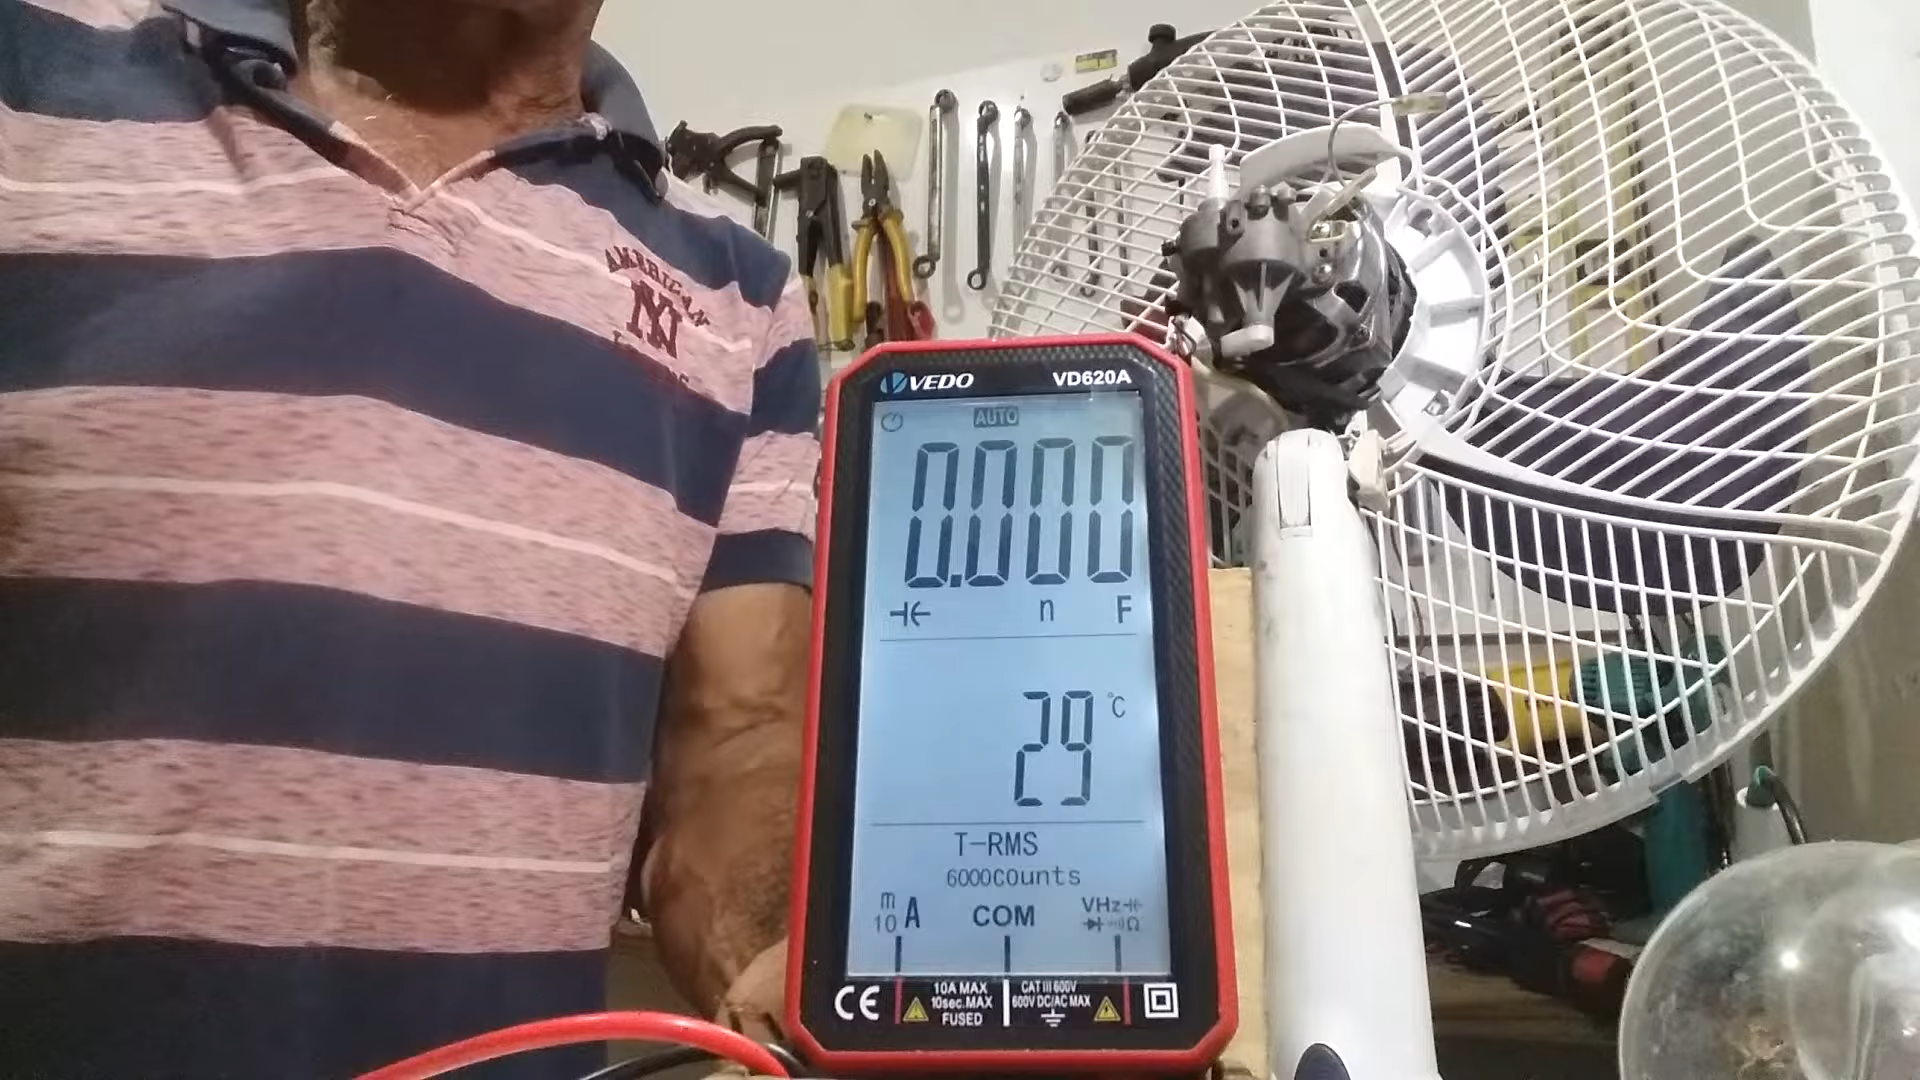 AMERICAN
NY
VEDO
VD620A
AUTO
0.000
n F
29 °C
T-RMS
6000COUnts
m
10 A
COM
VHz
Ω
CE
10A MAX
10sec.MAX
FUSED
CAT III 600V
600V DC/AC MAX